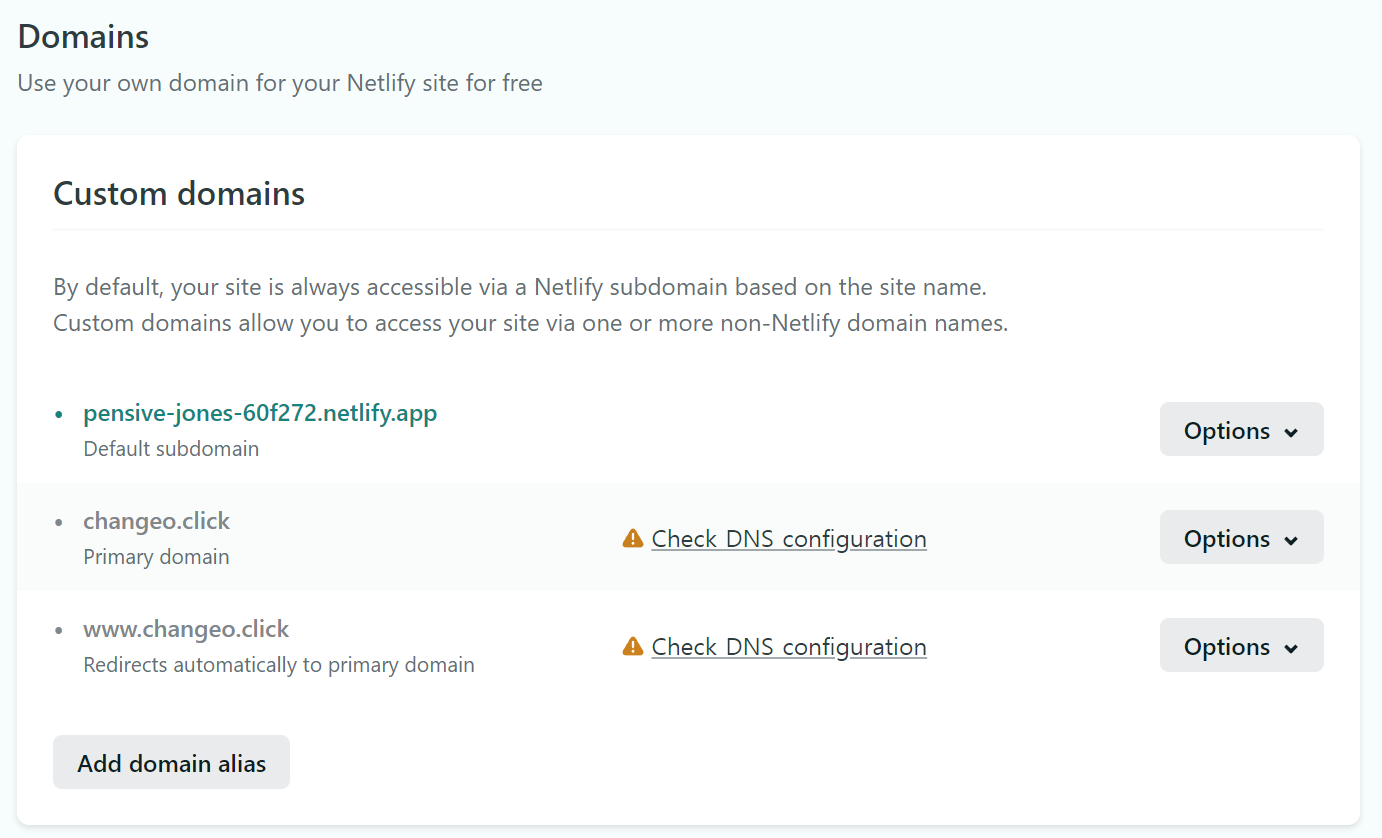 Domains
Use your own domain for your Netlify site for free
Custom domains
By default, your site is always accessible via a Netlify subdomain based on the site name.
Custom domains allow you to access your site via one or more non-Netlify domain names.
pensive-jones-60f272.netlify.app
Default subdomain
Options
changeo.click
Primary domain
Check DNS configuration
Options
www.changeo.click
Redirects automatically to primary domain
Check DNS configuration
Options
Add domain alias